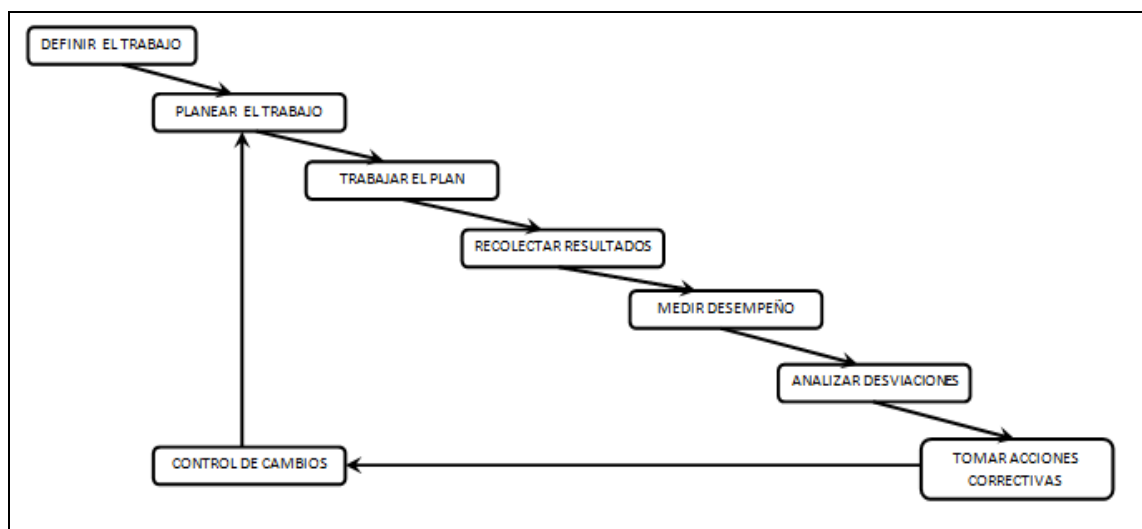 DEFINIR EL TRABAJO
PLANEAR EL TRABAJO
TRABAJAR EL PLAN
RECOLECTAR RESULTADOS
MEDIR DESEMPEÑO
ANALIZAR DESVIACIONES
CONTROL DE CAMBIOS
TOMAR ACCIONES
CORRECTIVAS